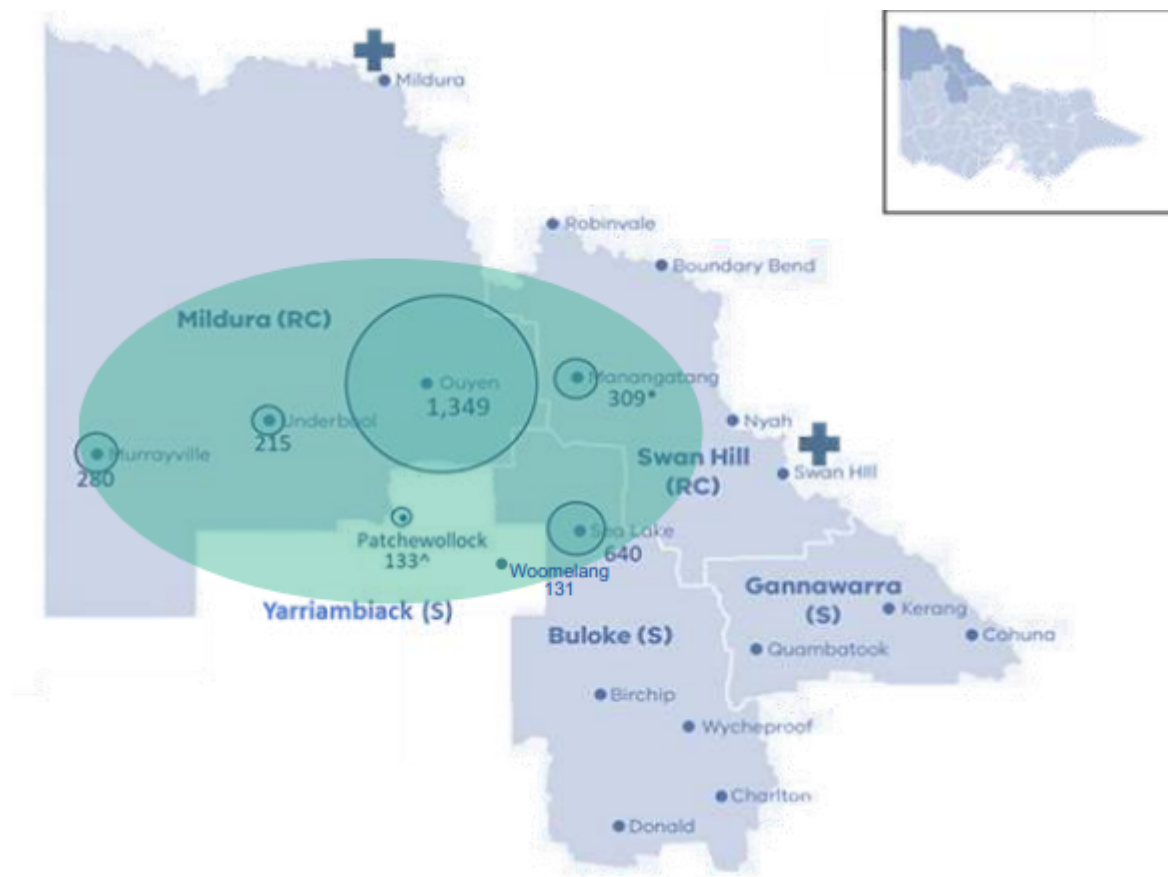 Mildura
Robinvale
Boundary Bend
Mildura (RC)
Ouyen
1,349
Manangatang
309*
Underbool
215
Nyah
Murrayville
280
Swan Hill
(RC)
Swan Hill
Patchewollock
133^
Sea Lake
640
Woomelang
131
Yarriambiack (S)
Gannawarra
(S)
Kerang
Cohuna
Buloke (S)
Quambatook
Birchip
Wycheproof
Charlton
Donald